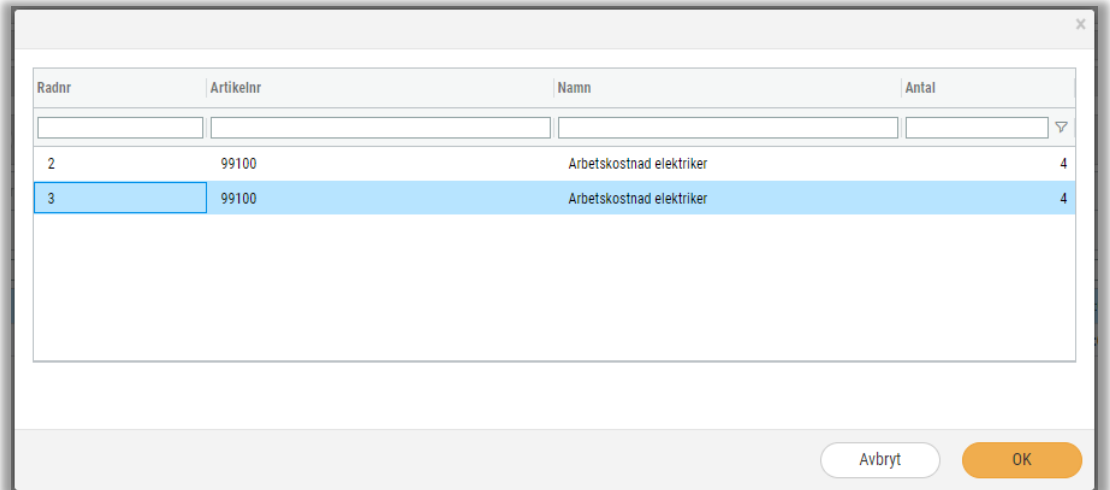 ×
Radnr Artikelnr Namn Antal
2 99100 Arbetskostnad elektriker 4
3 99100 Arbetskostnad elektriker 4
Avbryt OK